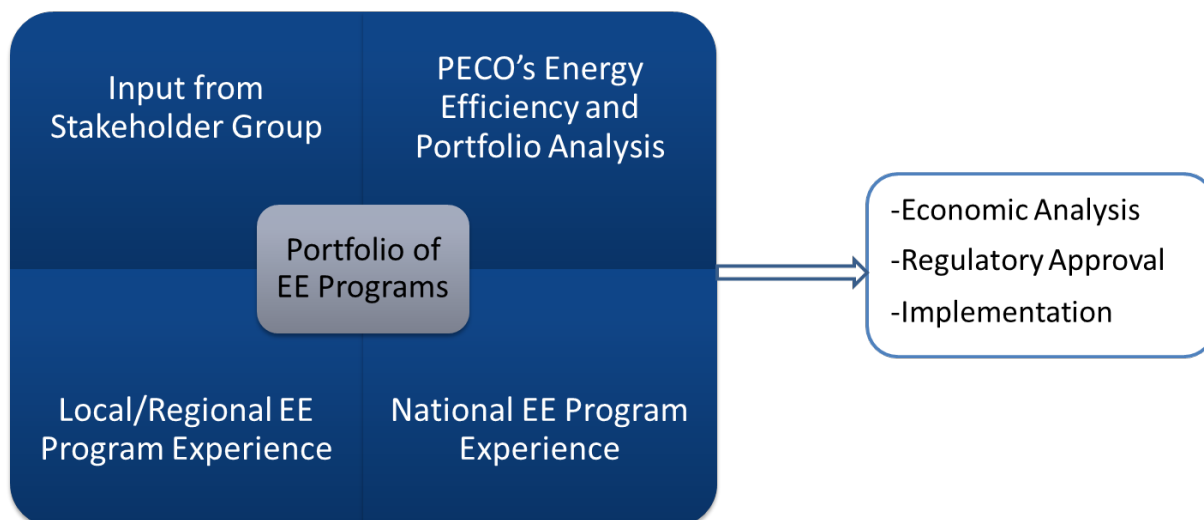 Input from
Stakeholder Group
PECO’s Energy
Efficiency and
Portfolio Analysis
Portfolio of
EE Programs
Local/Regional EE
Program Experience
National EE Program
Experience
-Economic Analysis
-Regulatory Approval
-Implementation